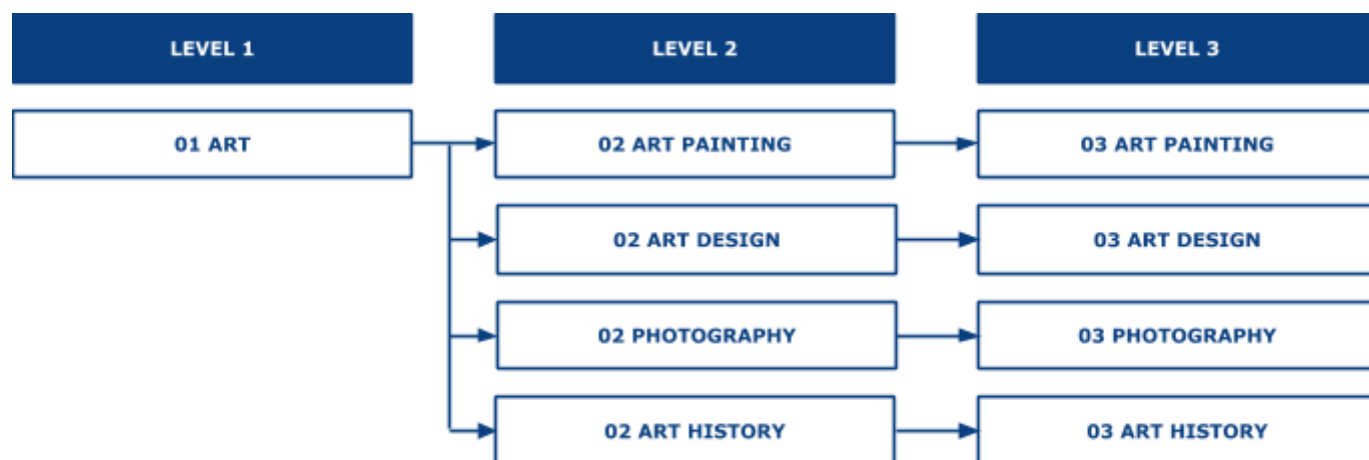 LEVEL 1
LEVEL 2
LEVEL 3
01 ART
02 ART PAINTING
03 ART PAINTING
02 ART DESIGN
03 ART DESIGN
02 PHOTOGRAPHY
03 PHOTOGRAPHY
02 ART HISTORY
03 ART HISTORY